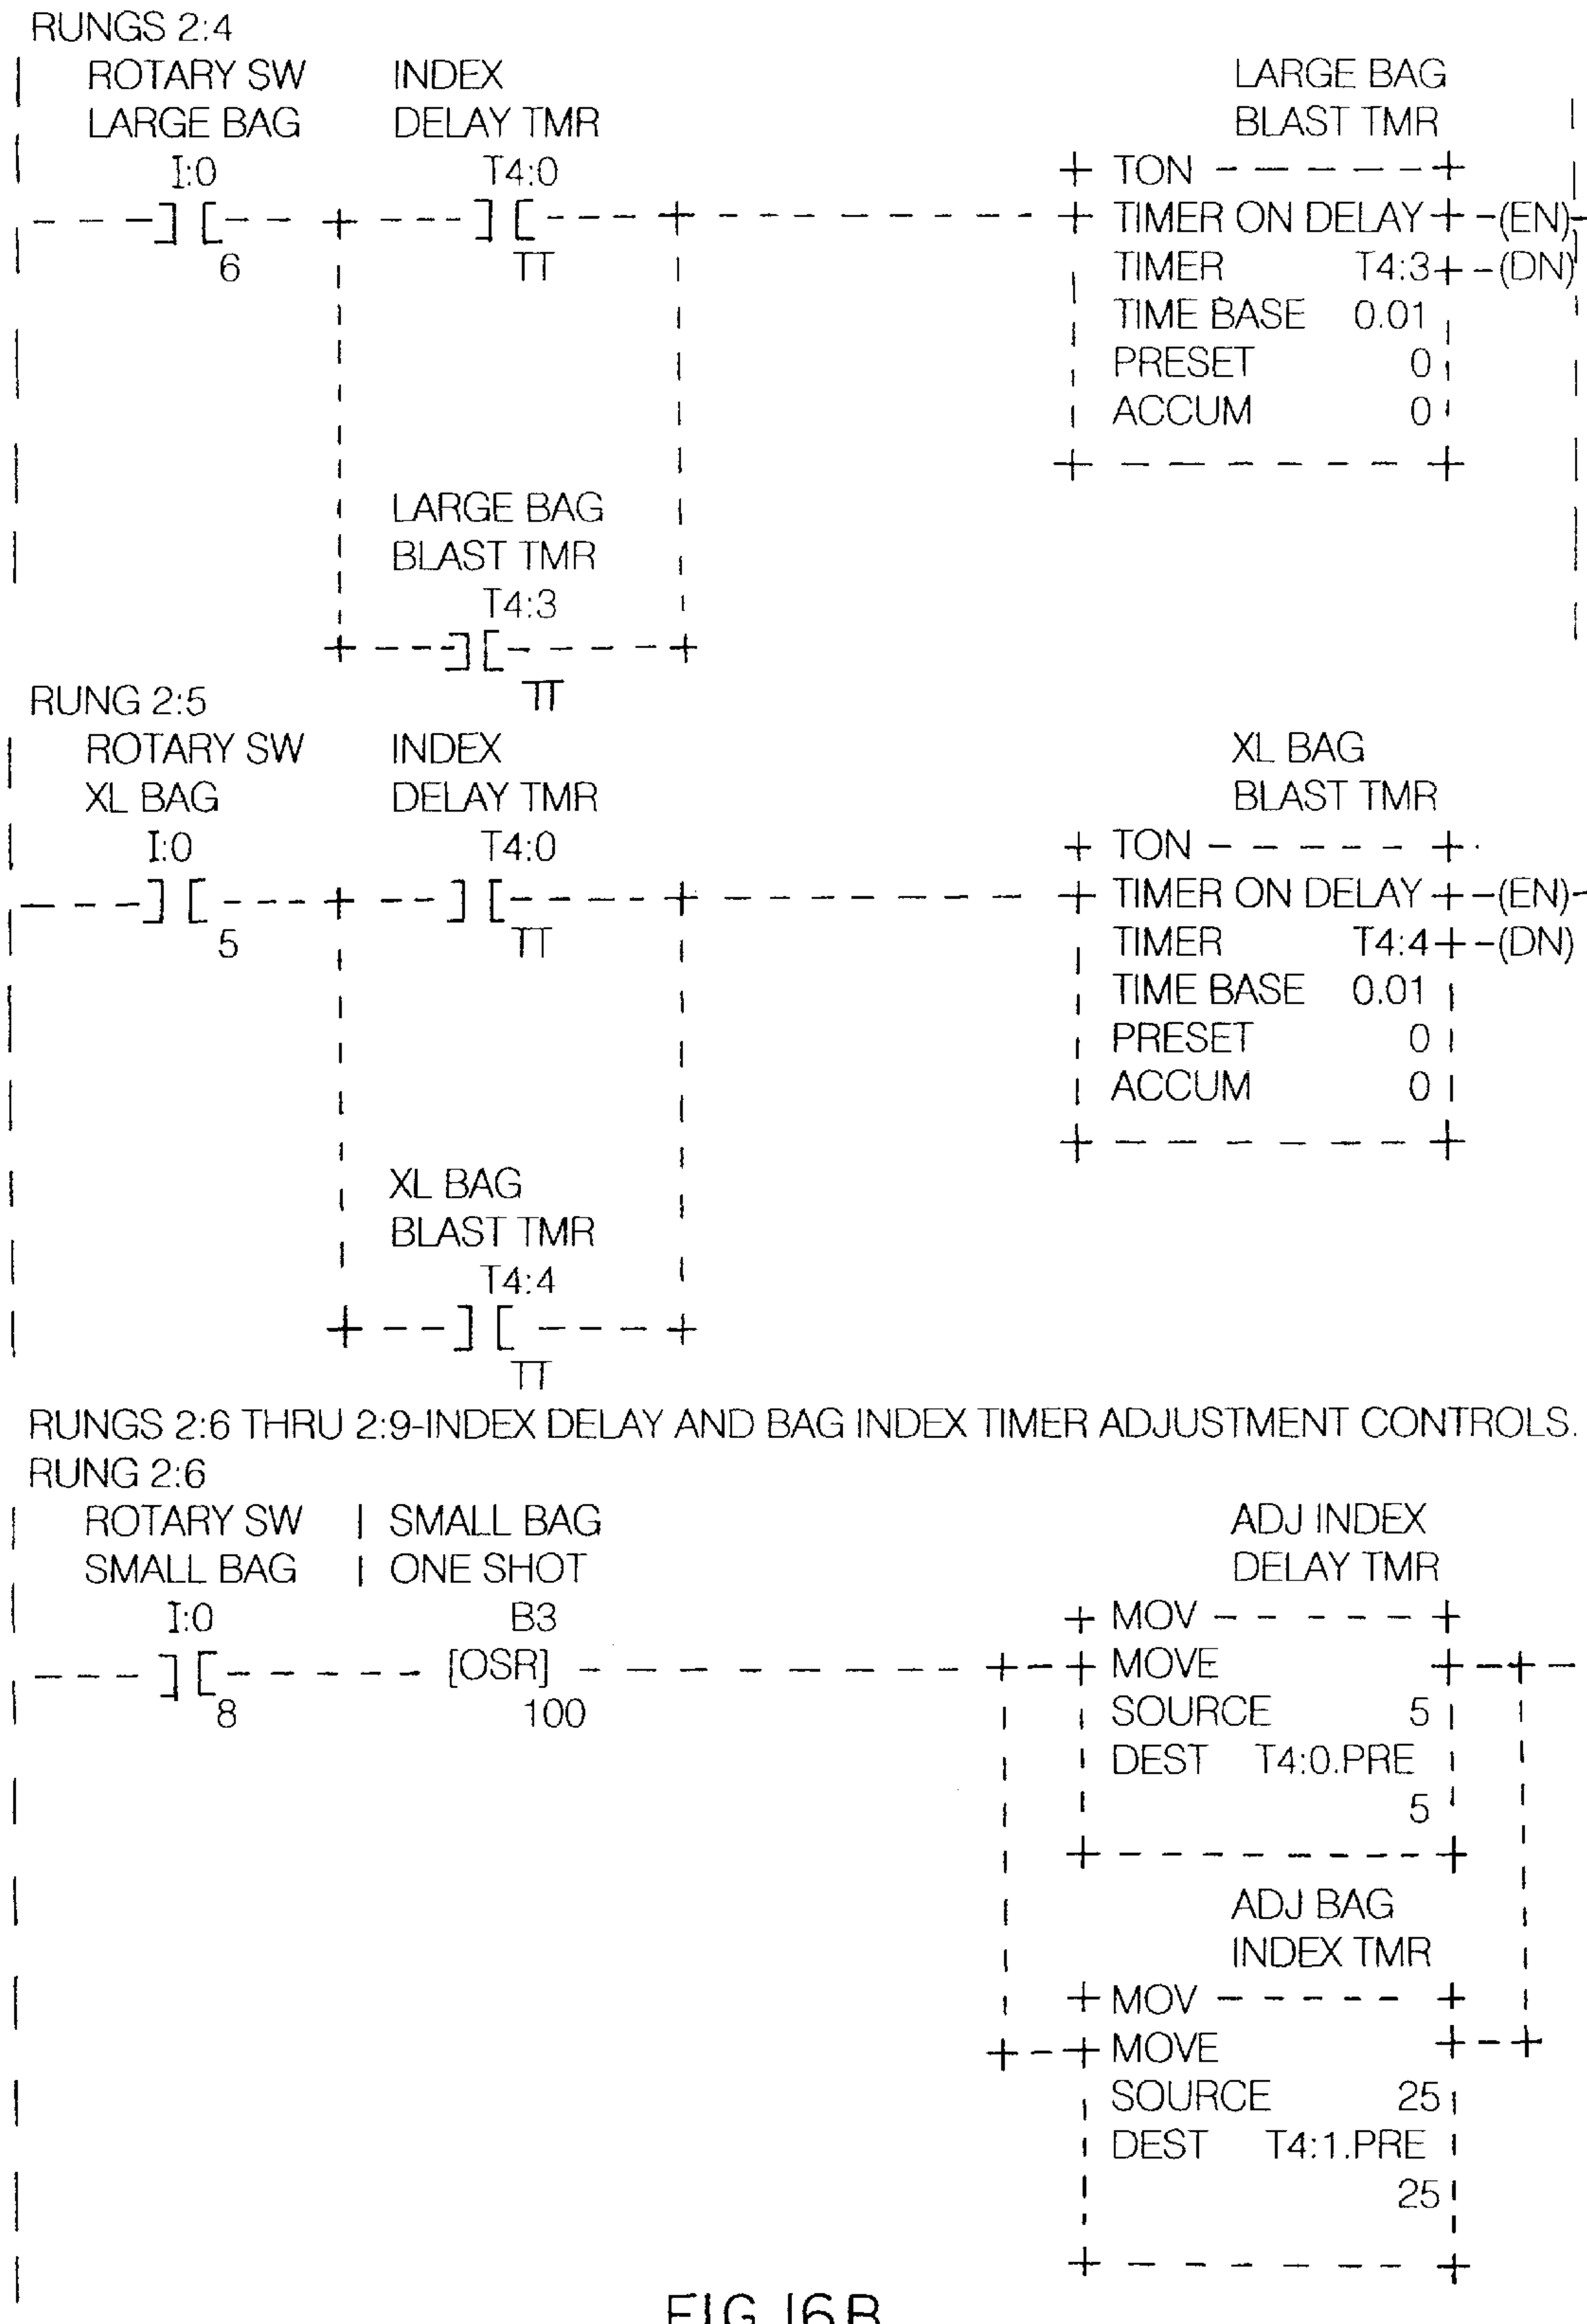 RUNGS 2:4
ROTARY SW INDEX LARGE BAG
LARGE BAG DELAY TMR BLAST TMR
I:0 T4:0 + TON - - - - - +
- - - ] [ - - - + - - - ] [ - - - + - - - - - - - - + TIMER ON DELAY + - (EN) -
6 TT TIMER T4:3 + - (DN)
TIME BASE 0.01
PRESET 0
ACCUM 0
+ - - - - - - - +
LARGE BAG
BLAST TMR
T4:3
+ - - - ] [ - - - - - +
TT
RUNG 2:5
ROTARY SW INDEX XL BAG
XL BAG DELAY TMR BLAST TMR
I:0 T4:0 + TON - - - - - +
- - - ] [ - - - + - - ] [ - - - - + - - - - - - - - + TIMER ON DELAY + - (EN) -
5 TT TIMER T4:4 + - (DN)
TIME BASE 0.01
PRESET 0
ACCUM 0
+ - - - - - - - +
XL BAG
BLAST TMR
T4:4
+ - - - ] [ - - - - +
TT
RUNGS 2:6 THRU 2:9-INDEX DELAY AND BAG INDEX TIMER ADJUSTMENT CONTROLS.
RUNG 2:6
ROTARY SW | SMALL BAG ADJ INDEX
SMALL BAG | ONE SHOT DELAY TMR
I:0 B3 + MOV - - - - - +
- - - ] [ - - - - - - [OSR] - - - - - - - - - + - + MOVE + - + -
8 100 SOURCE 5
DEST T4:0.PRE
5
+ - - - - - - - - +
ADJ BAG
INDEX TMR
+ MOV - - - - - +
+ - + MOVE + - +
SOURCE 25
DEST T4:1.PRE
25
+ - - - - - - - +
FIG.16B